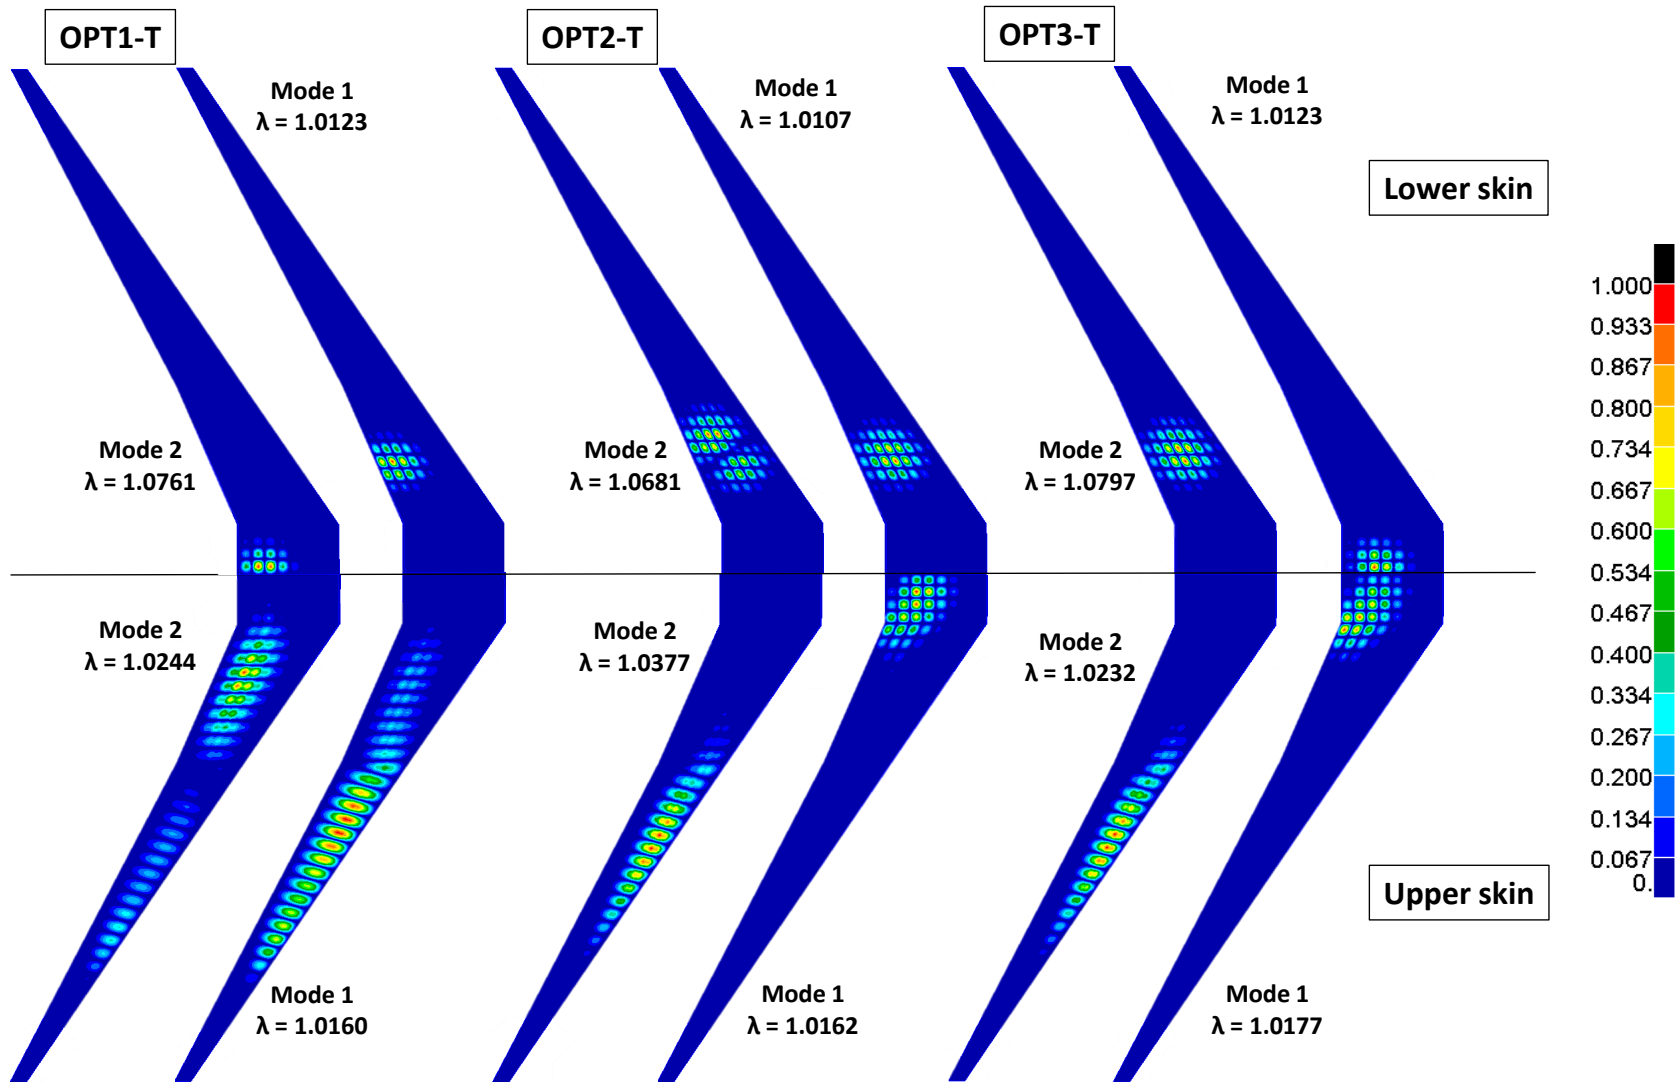 OPT1-T
OPT2-T
OPT3-T
Mode 1
λ = 1.0123
Mode 1
λ = 1.0107
Mode 1
λ = 1.0123
Lower skin
Mode 2
λ = 1.0761
Mode 2
λ = 1.0681
Mode 2
λ = 1.0797
Mode 2
λ = 1.0244
Mode 2
λ = 1.0377
Mode 2
λ = 1.0232
Upper skin
Mode 1
λ = 1.0160
Mode 1
λ = 1.0162
Mode 1
λ = 1.0177
1.000
0.933
0.867
0.800
0.734
0.667
0.600
0.534
0.467
0.400
0.334
0.267
0.200
0.134
0.067
0.